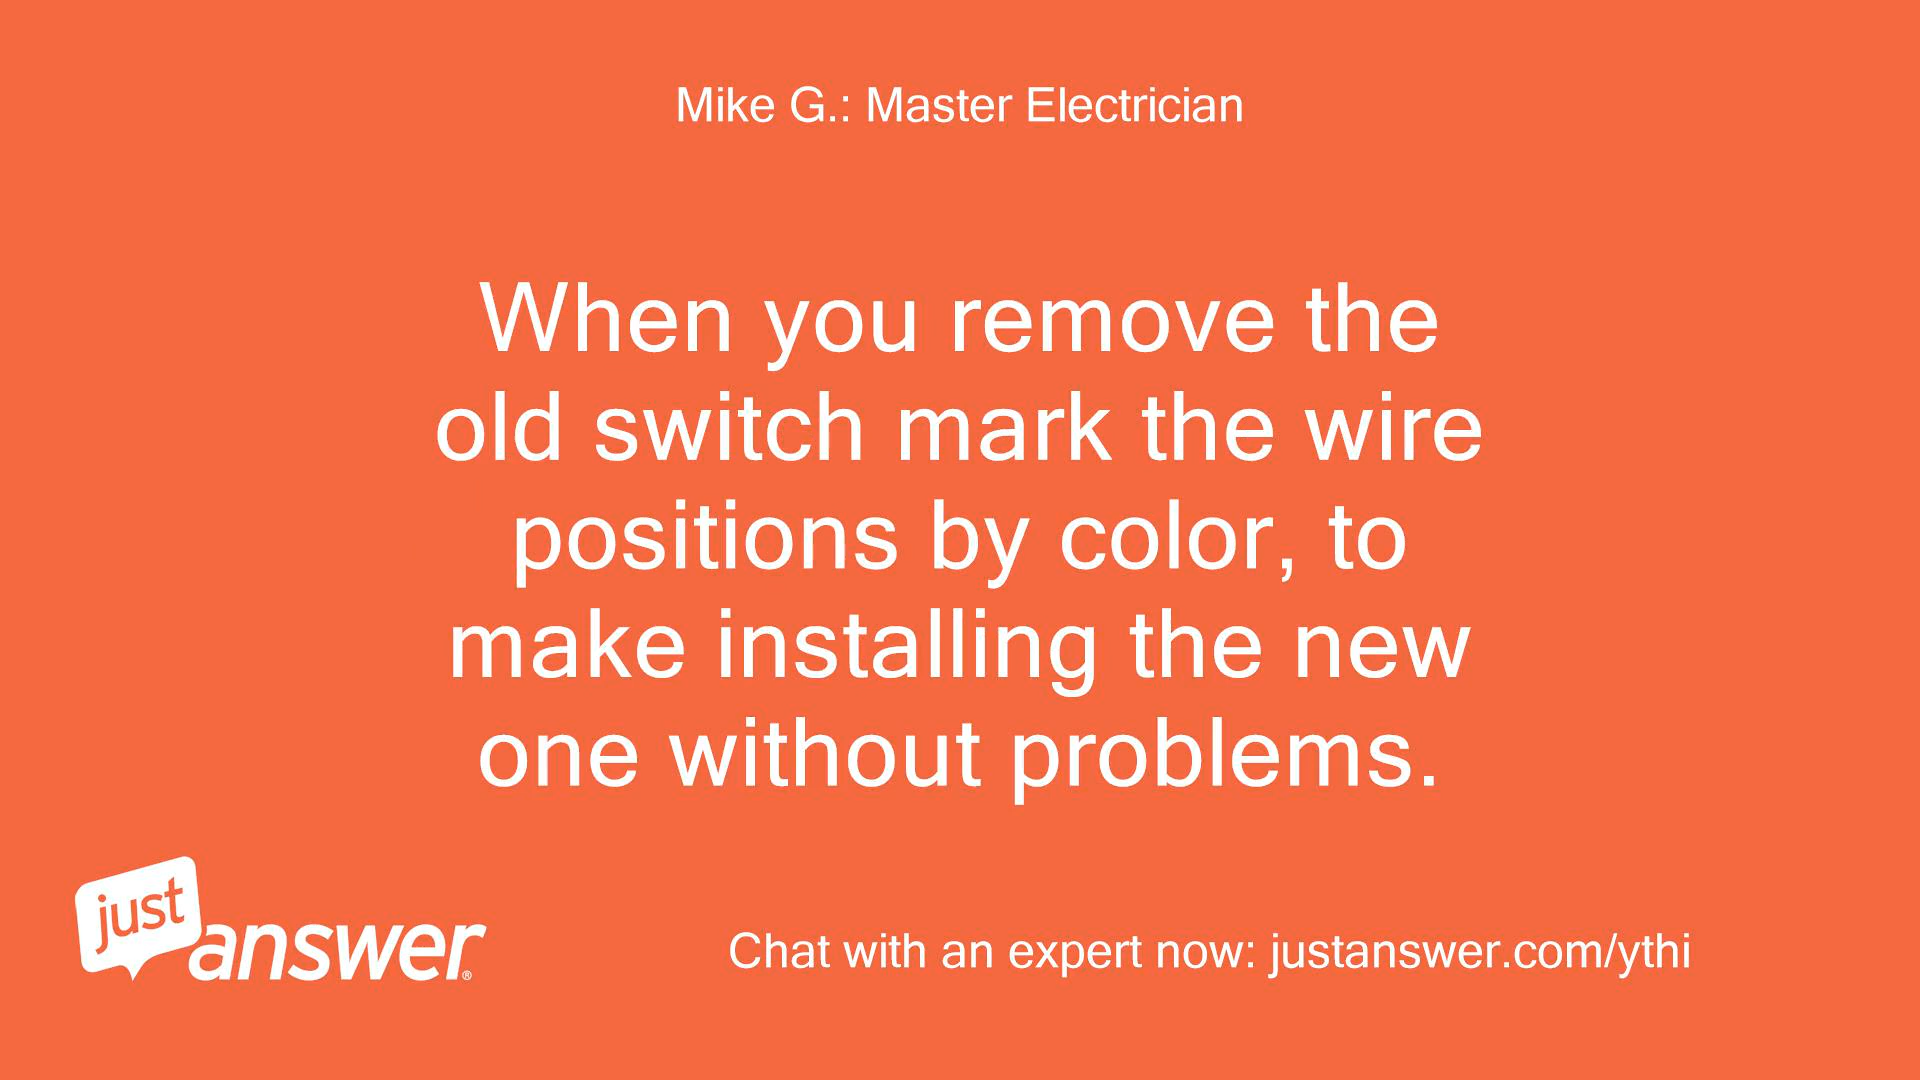 Mike G.: Master Electrician
When you remove the
old switch mark the wire
positions by color, to
make installing the new
one without problems.
just
answer®
Chat with an expert now: justanswer.com/ythi